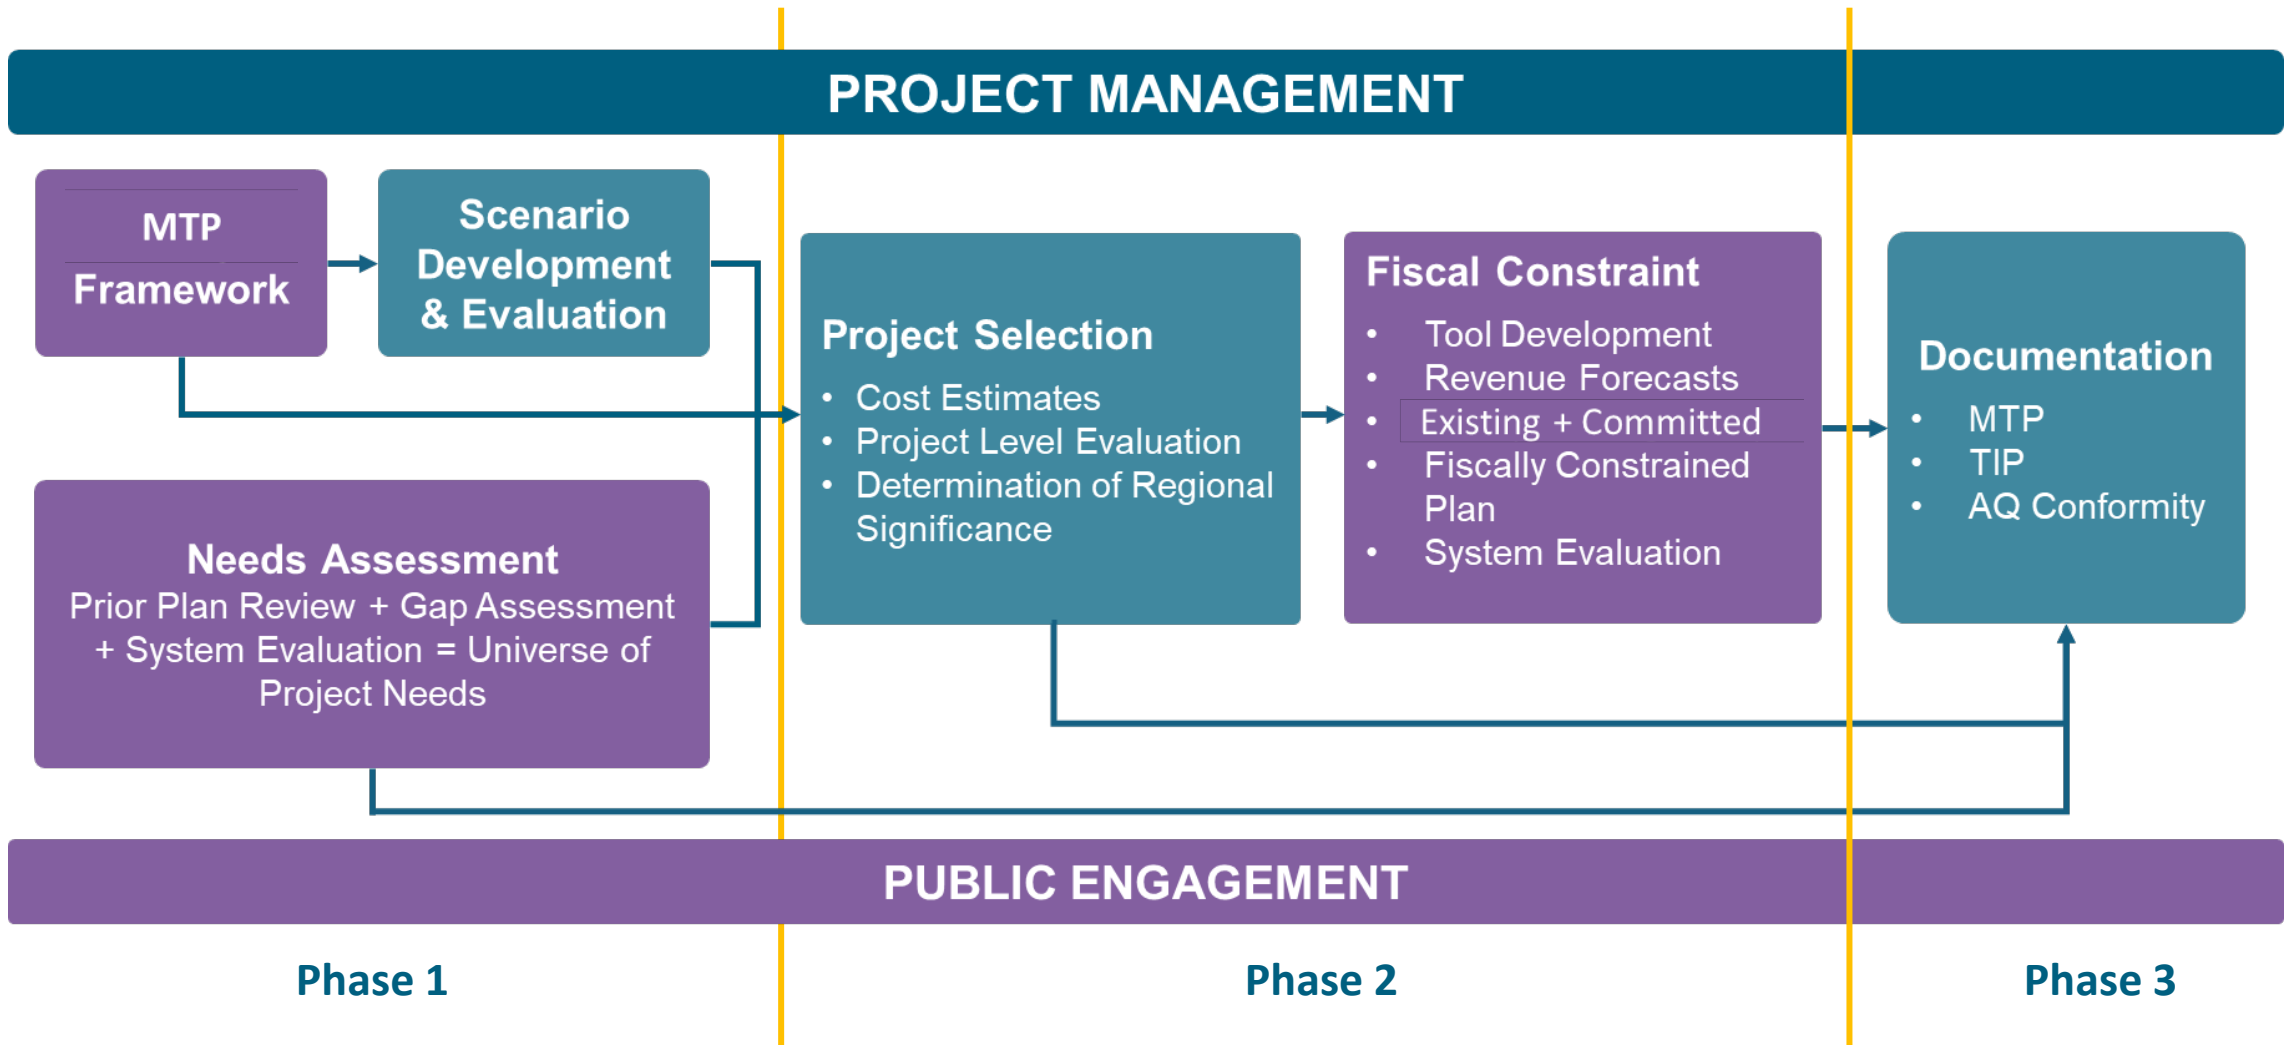 PROJECT MANAGEMENT
MTP
Framework
Scenario
Development
& Evaluation
Needs Assessment
Prior Plan Review + Gap Assessment
+ System Evaluation = Universe of
Project Needs
Project Selection
• Cost Estimates
• Project Level Evaluation
• Determination of Regional
Significance
Fiscal Constraint
• Tool Development
• Revenue Forecasts
• Existing + Committed
• Fiscally Constrained
Plan
• System Evaluation
Documentation
• MTP
• TIP
• AQ Conformity
PUBLIC ENGAGEMENT
Phase 1
Phase 2
Phase 3